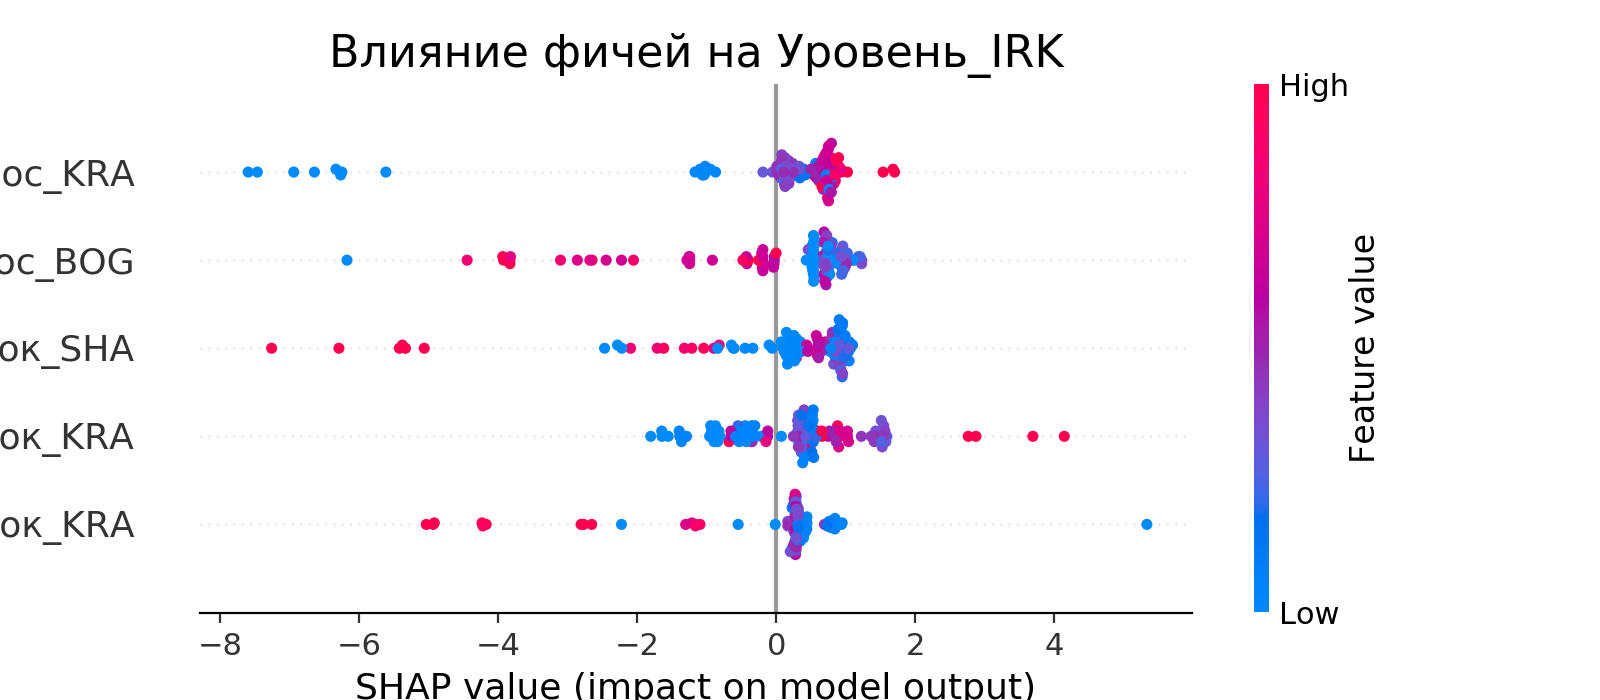 Влияние фичей на Уровень_IRK
High
ос_KRA
ос_BOG
ок_SHA
ок_KRA
ок_KRA
Feature value
Low
−8 −6 −4 −2 0 2 4
SHAP value (impact on model output)